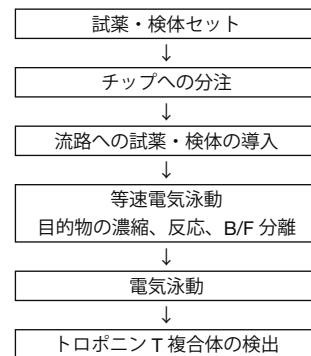 試薬・検体セット
↓
チップへの分注
↓
流路への試薬・検体の導入
↓
等速電気泳動
目的物の濃縮、反応、B/F 分離
↓
電気泳動
↓
トロポニン T 複合体の検出